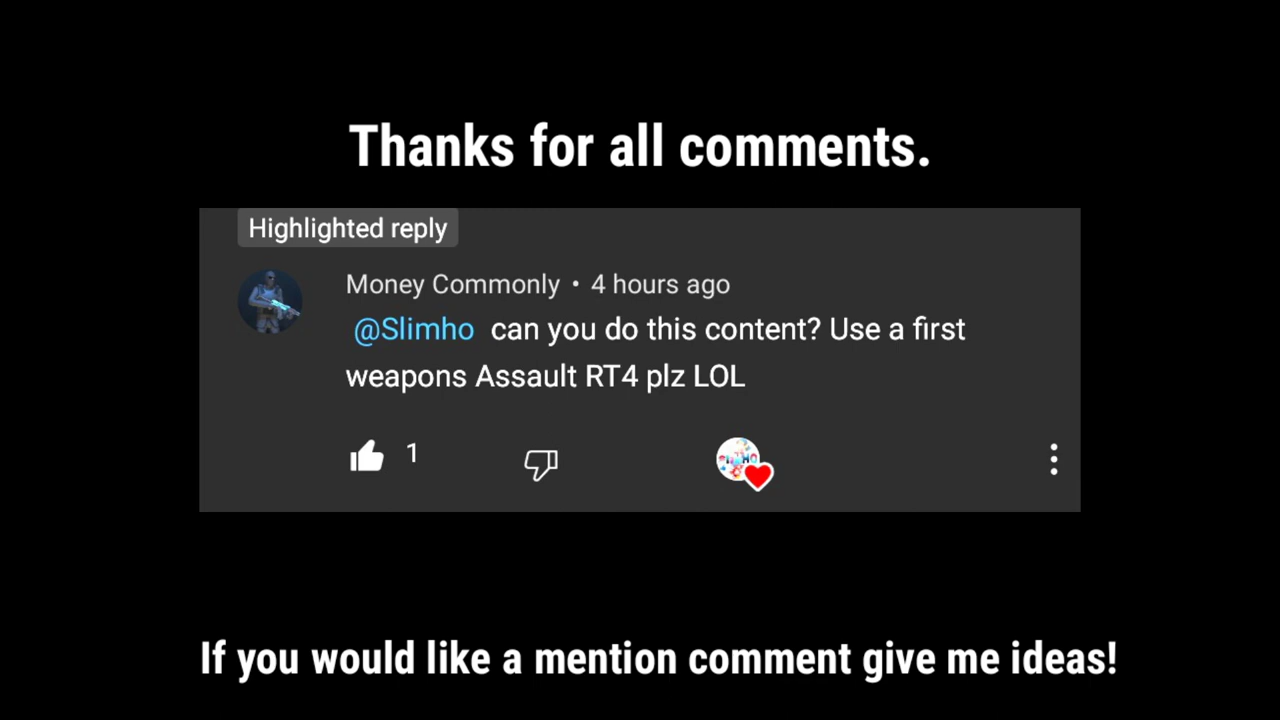 Thanks for all comments.
Highlighted reply
Money Commonly • 4 hours ago
@Slimho can you do this content? Use a first
weapons Assault RT4 plz LOL
1
If you would like a mention comment give me ideas!